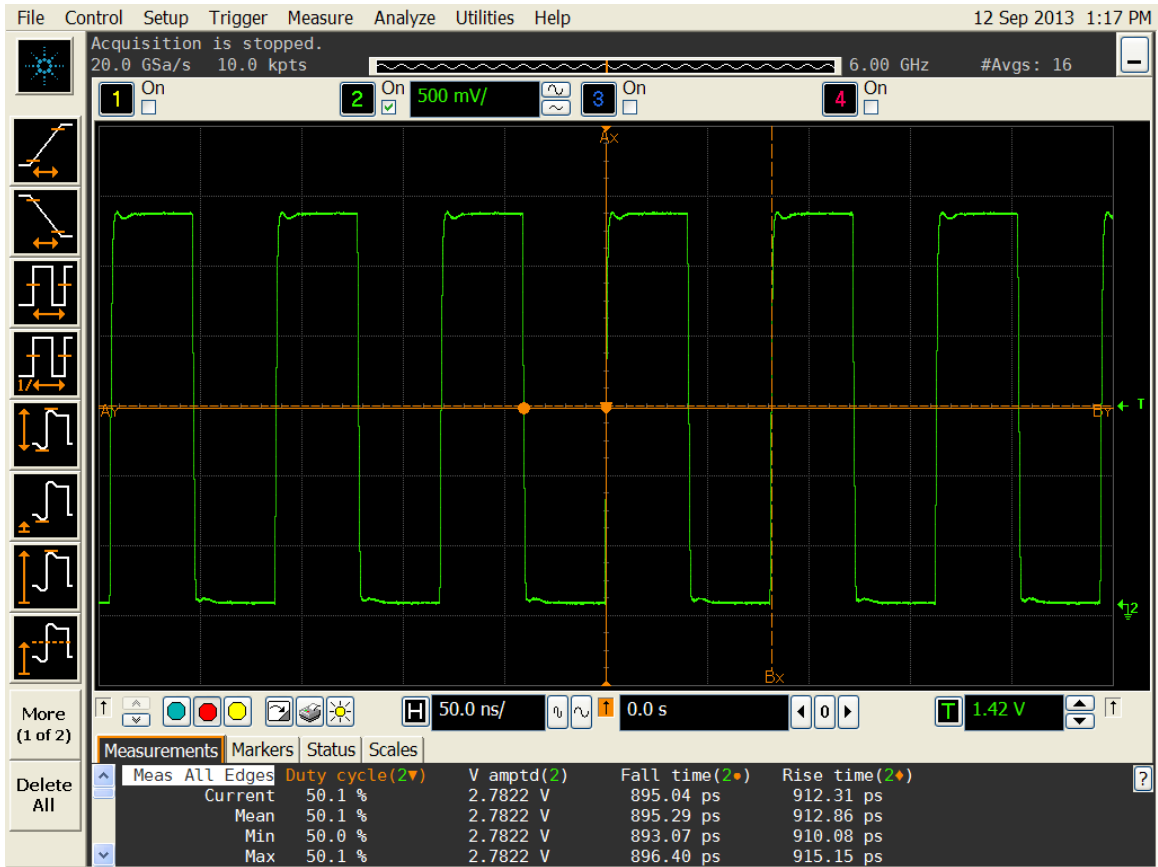 File Control Setup Trigger Measure Analyze Utilities Help 12 Sep 2013 1:17 PM
Acquisition is stopped.
20.0 GSa/s 10.0 kpts 6.00 GHz #Avgs: 16
1 On 2 On 500 mV/ 3 On 4 On
Ax
AY BY T
1/
2
Bx
More
(1 of 2)
Delete
All
H 50.0 ns/ 0.0 s 0 T 1.42 V
Measurements Markers Status Scales
Meas All Edges Duty cycle(2▼) V amptd(2) Fall time(2●) Rise time(2♦) ?
Current 50.1 % 2.7822 V 895.04 ps 912.31 ps
Mean 50.1 % 2.7822 V 895.29 ps 912.86 ps
Min 50.0 % 2.7822 V 893.07 ps 910.08 ps
Max 50.1 % 2.7822 V 896.40 ps 915.15 ps